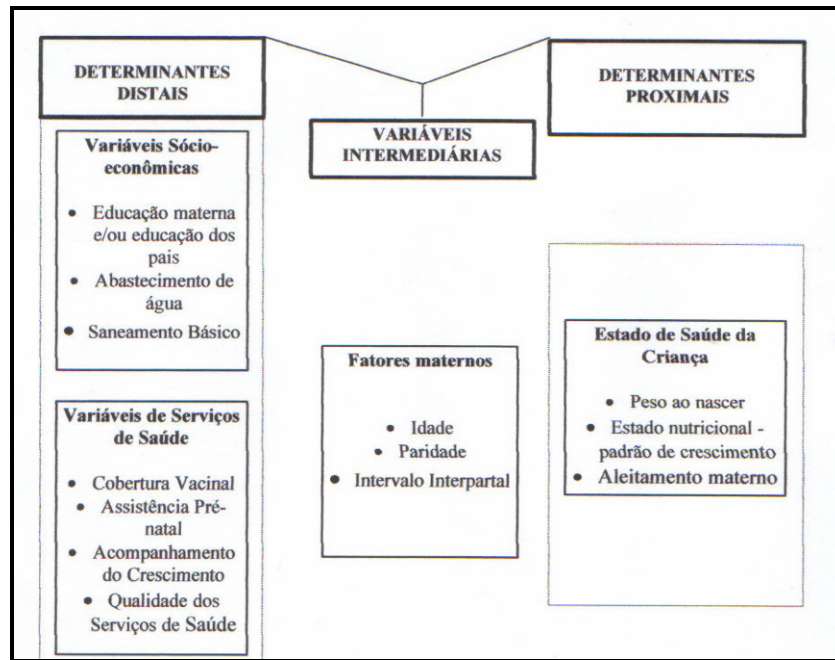 DETERMINANTES
DISTAIS
Variáveis Sócio-
econômicas
• Educação materna
e/ou educação dos
pais
• Abastecimento de
água
• Saneamento Básico
Variáveis de Serviços
de Saúde
• Cobertura Vacinal
• Assistência Pré-
natal
• Acompanhamento
do Crescimento
• Qualidade dos
Serviços de Saúde
VARIÁVEIS
INTERMEDIÁRIAS
Fatores maternos
• Idade
• Paridade
• Intervalo Interpartal
DETERMINANTES
PROXIMAIS
Estado de Saúde da
Criança
• Peso ao nascer
• Estado nutricional -
padrão de crescimento
• Aleitamento materno